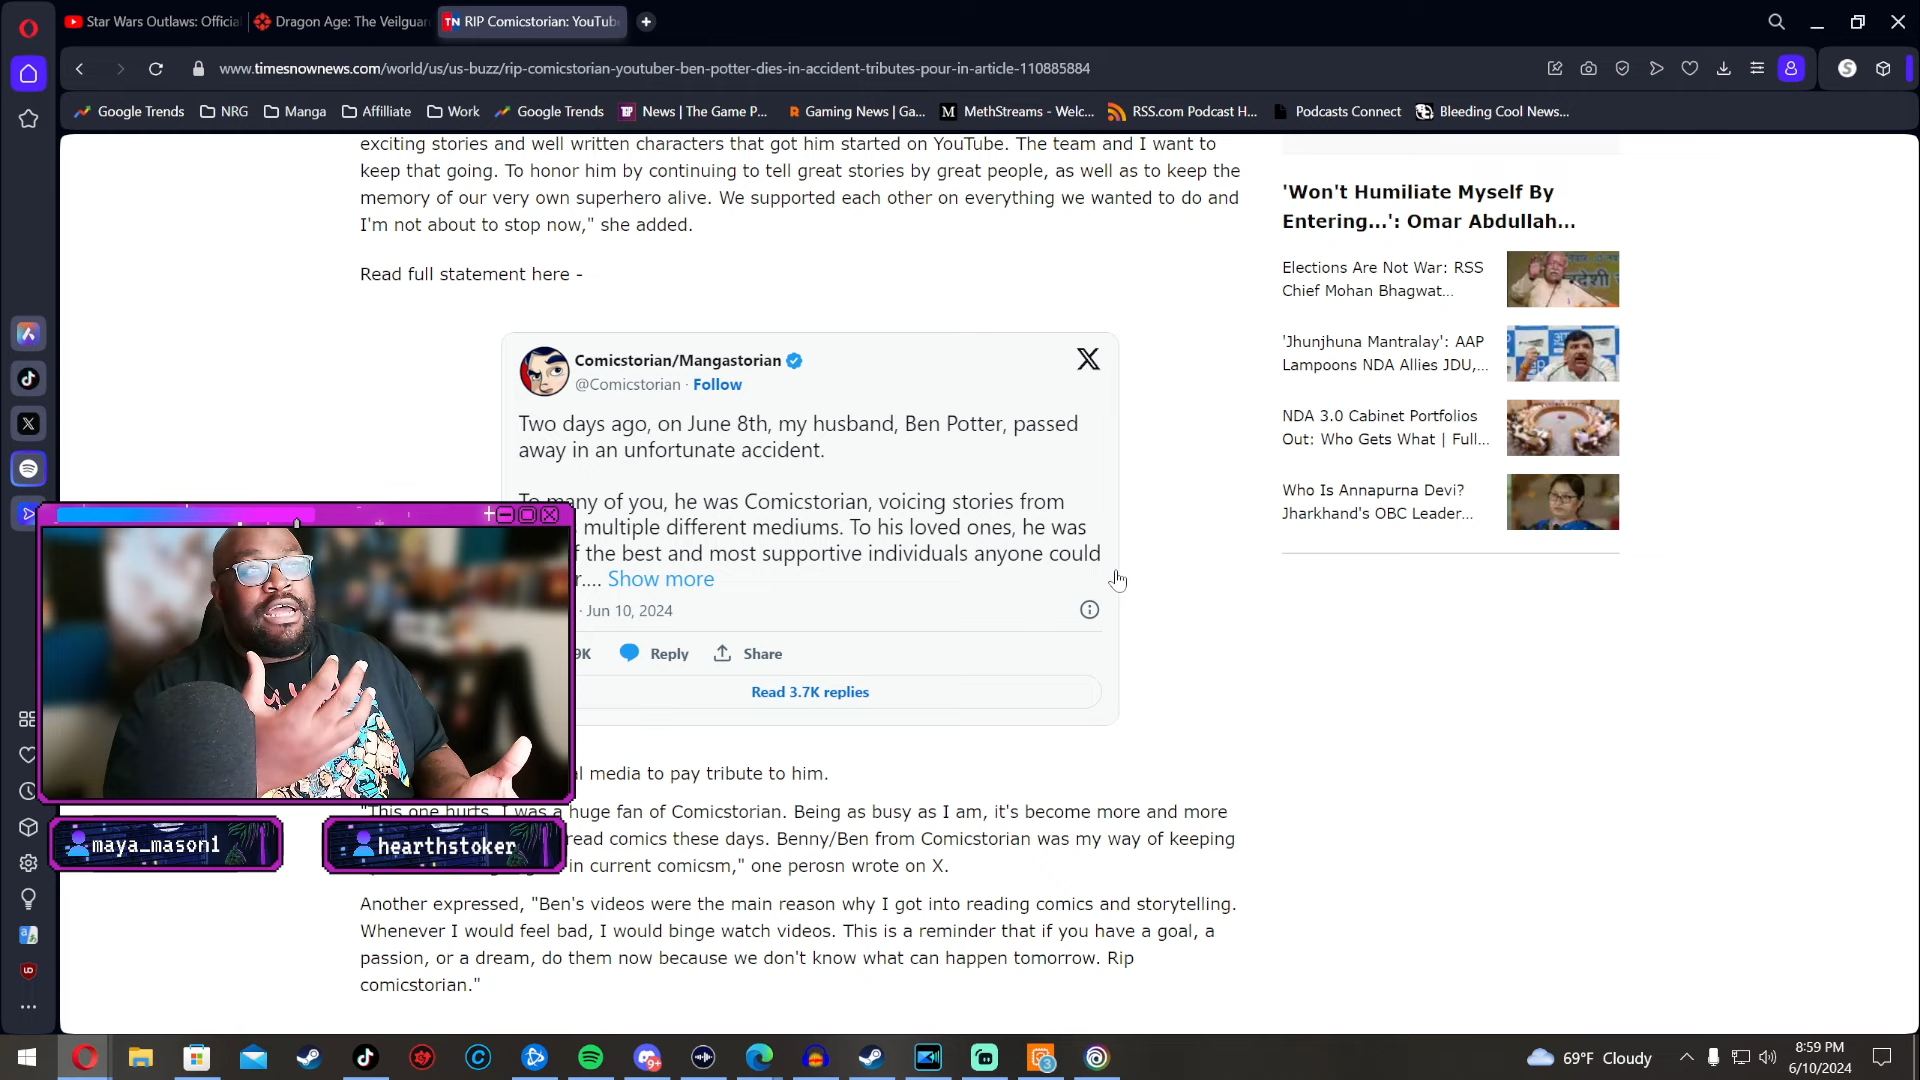 Star Wars Outlaws: Officia
Dragon Age: The Veilguar
TN RIP Comicstorian: YouTub
www.timesnownews.com/world/us/us-buzz/rip-comicstorian-youtuber-ben-potter-dies-in-accident-tributes-pour-in-article-110885884
Google Trends NRG Manga Affilliate Work Google Trends News | The Game P... Gaming News | Ga... MethStreams - Welc... RSS.com Podcast H... Podcasts Connect Bleeding Cool News...
exciting stories and well written characters that got him started on YouTube. The team and I want to
keep that going. To honor him by continuing to tell great stories by great people, as well as to keep the
memory of our very own superhero alive. We supported each other on everything we wanted to do and
I'm not about to stop now," she added.
Read full statement here -
Comicstorian/Mangastorian
@Comicstorian · Follow
Two days ago, on June 8th, my husband, Ben Potter, passed
away in an unfortunate accident.
To many of you, he was Comicstorian, voicing stories from
multiple different mediums. To his loved ones, he was
f the best and most supportive individuals anyone could
r.... Show more
· Jun 10, 2024
9K Reply Share
Read 3.7K replies
l media to pay tribute to him.
"This one hurts. I was a huge fan of Comicstorian. Being as busy as I am, it's become more and more
read comics these days. Benny/Ben from Comicstorian was my way of keeping
in current comicsm," one perosn wrote on X.
Another expressed, "Ben's videos were the main reason why I got into reading comics and storytelling.
Whenever I would feel bad, I would binge watch videos. This is a reminder that if you have a goal, a
passion, or a dream, do them now because we don't know what can happen tomorrow. Rip
comicstorian."
'Won't Humiliate Myself By
Entering...': Omar Abdullah...
Elections Are Not War: RSS
Chief Mohan Bhagwat...
'Jhunjhuna Mantralay': AAP
Lampoons NDA Allies JDU,...
NDA 3.0 Cabinet Portfolios
Out: Who Gets What | Full...
Who Is Annapurna Devi?
Jharkhand's OBC Leader...
maya_mason1
hearthstoker
69°F Cloudy
8:59 PM
6/10/2024